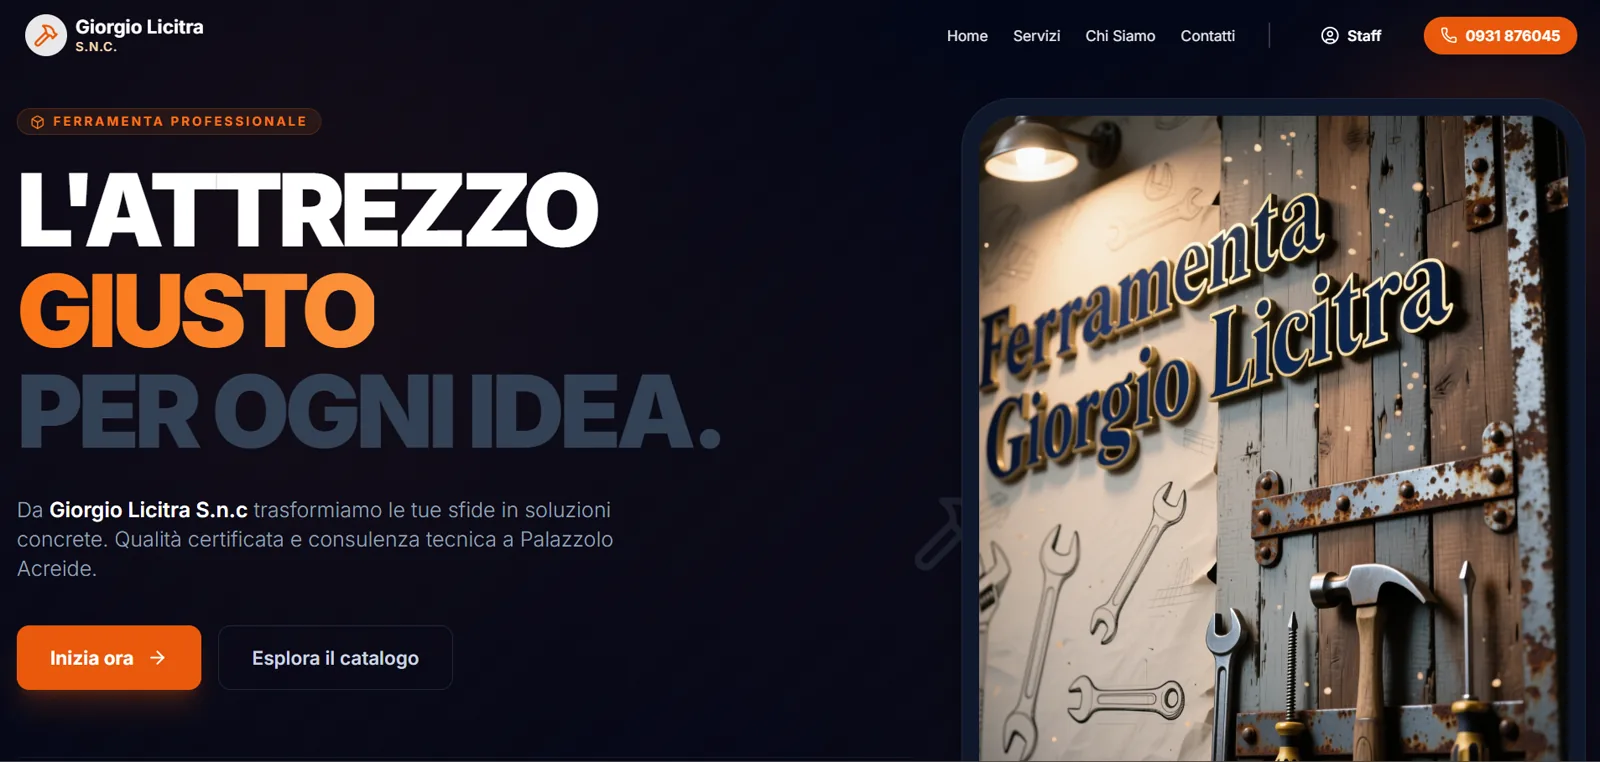 Giorgio Licitra
S.N.C.
Home
Servizi
Chi Siamo
Contatti
Staff
0931 876045
FERRAMENTA PROFESSIONALE
L'ATTREZZO
GIUSTO
PER OGNI IDEA.
Da Giorgio Licitra S.n.c trasformiamo le tue sfide in soluzioni
concrete. Qualità certificata e consulenza tecnica a Palazzolo
Acreide.
Inizia ora
Esplora il catalogo
Ferramenta
Giorgio Licitra